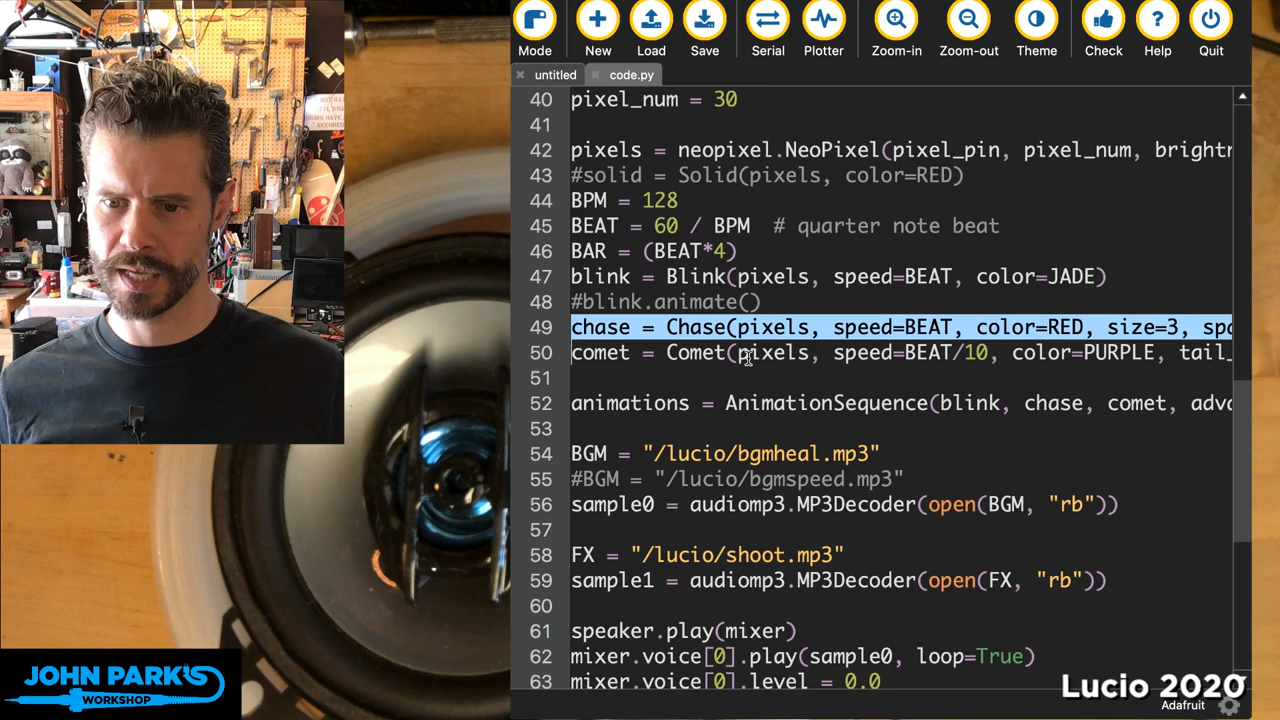 Mode
New
Load
Save
Serial
Plotter
Zoom-in
Zoom-out
Theme
Check
Help
Quit
untitled
code.py
40 pixel_num = 30
41
42 pixels = neopixel.NeoPixel(pixel_pin, pixel_num, brightn
43 #solid = Solid(pixels, color=RED)
44 BPM = 128
45 BEAT = 60 / BPM # quarter note beat
46 BAR = (BEAT*4)
47 blink = Blink(pixels, speed=BEAT, color=JADE)
48 #blink.animate()
49 chase = Chase(pixels, speed=BEAT, color=RED, size=3, spa
50 comet = Comet(pixels, speed=BEAT/10, color=PURPLE, tail_
51
52 animations = AnimationSequence(blink, chase, comet, adva
53
54 BGM = "/lucio/bgmheal.mp3"
55 #BGM = "/lucio/bgmspeed.mp3"
56 sample0 = audiomp3.MP3Decoder(open(BGM, "rb"))
57
58 FX = "/lucio/shoot.mp3"
59 sample1 = audiomp3.MP3Decoder(open(FX, "rb"))
60
61 speaker.play(mixer)
62 mixer.voice[0].play(sample0, loop=True)
63 mixer.voice[0].level = 0.0
JOHN PARK'S
WORKSHOP
Lucio 2020
Adafruit